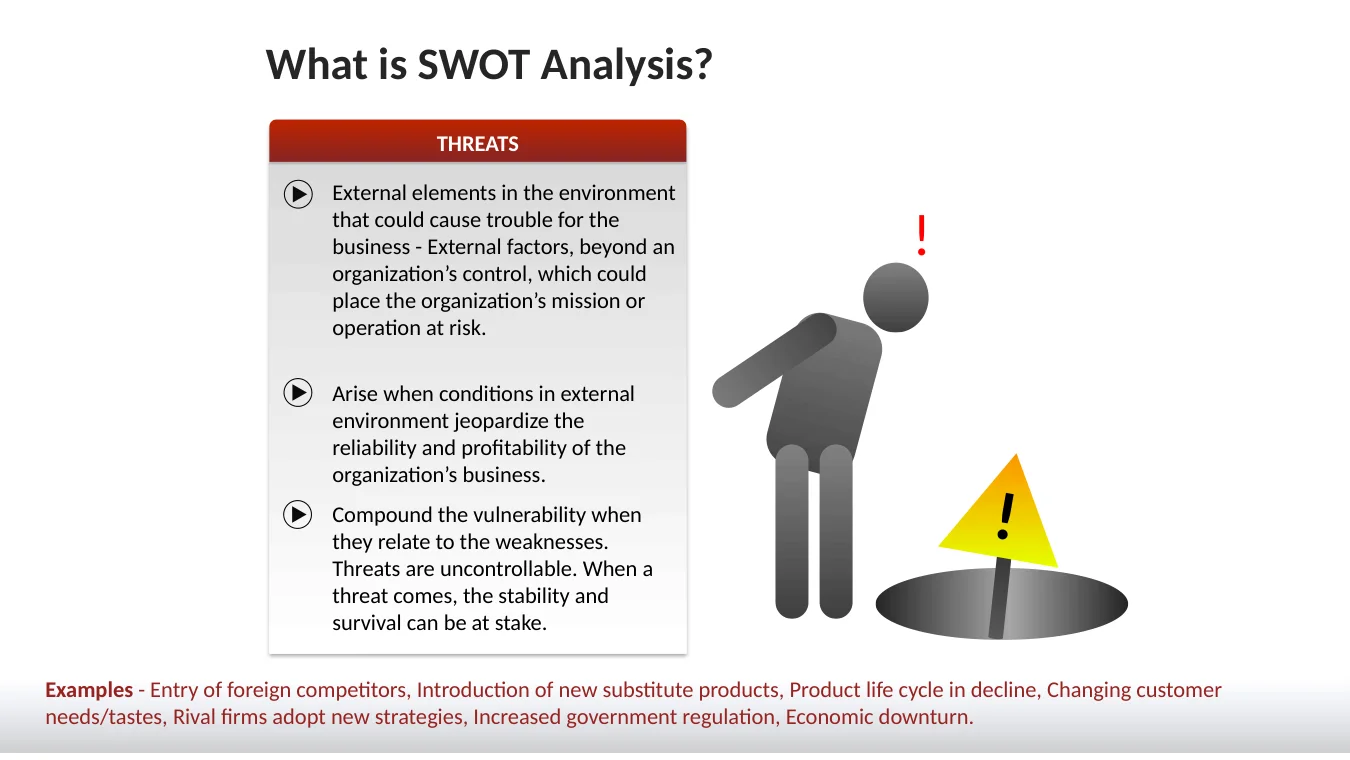 What is SWOT Analysis?
THREATS
External elements in the environment
that could cause trouble for the
business - External factors, beyond an
organization’s control, which could
place the organization’s mission or
operation at risk.
Arise when conditions in external
environment jeopardize the
reliability and profitability of the
organization’s business.
Compound the vulnerability when
they relate to the weaknesses.
Threats are uncontrollable. When a
threat comes, the stability and
survival can be at stake.
!
!
Examples - Entry of foreign competitors, Introduction of new substitute products, Product life cycle in decline, Changing customer
needs/tastes, Rival firms adopt new strategies, Increased government regulation, Economic downturn.